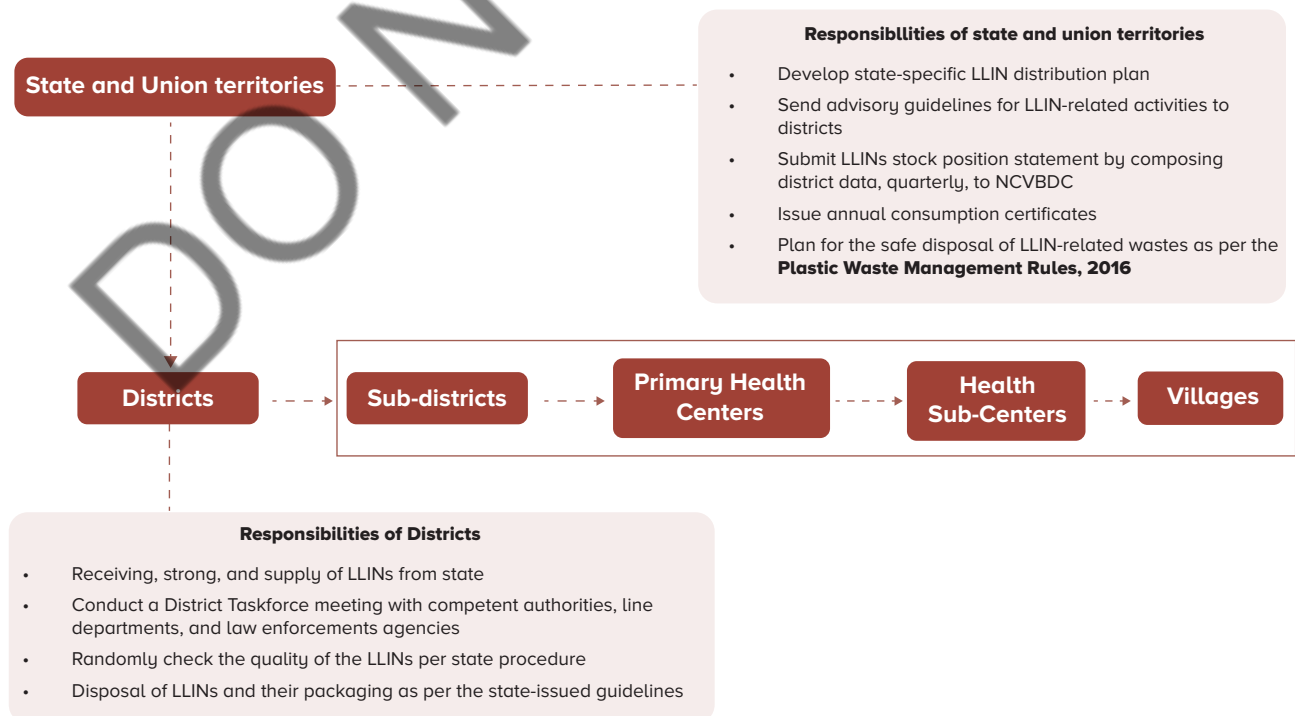 Responsibllities of state and union territories
State and Union territories
• Develop state-specific LLIN distribution plan
• Send advisory guidelines for LLIN-related activities to
districts
• Submit LLINs stock position statement by composing
district data, quarterly, to NCVBDC
• Issue annual consumption certificates
• Plan for the safe disposal of LLIN-related wastes as per the
Plastic Waste Management Rules, 2016
Districts
Sub-districts
Primary Health
Centers
Health
Sub-Centers
Villages
Responsibilities of Districts
• Receiving, strong, and supply of LLINs from state
• Conduct a District Taskforce meeting with competent authorities, line
departments, and law enforcements agencies
• Randomly check the quality of the LLINs per state procedure
• Disposal of LLINs and their packaging as per the state-issued guidelines
DO N